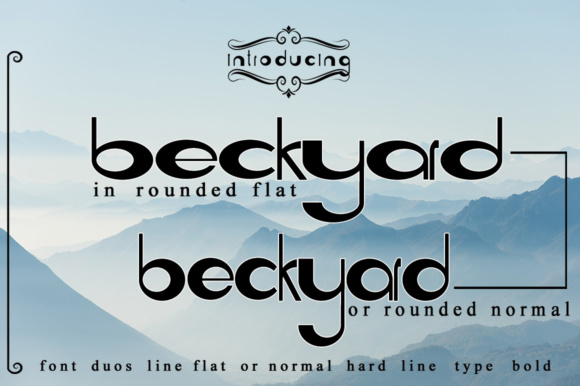 introducing
beckyard
in rounded flat
beckyard
or rounded normal
font duos line flat or normal hard line type bold